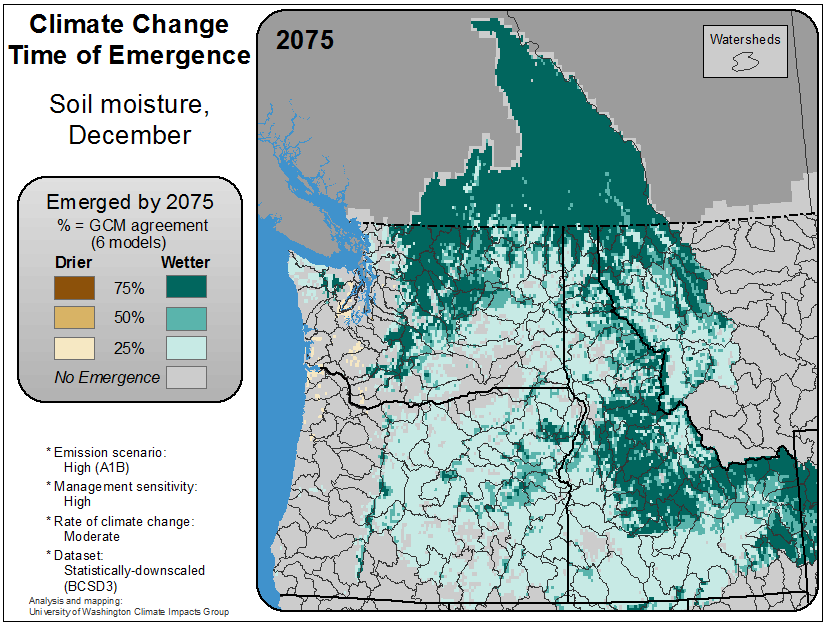 Climate Change
Time of Emergence
Soil moisture,
December
Emerged by 2075
% = GCM agreement
(6 models)
Drier Wetter
75%
50%
25%
No Emergence
* Emission scenario:
High (A1B)
* Management sensitivity:
High
* Rate of climate change:
Moderate
* Dataset:
Statistically-downscaled
(BCSD3)
Analysis and mapping:
University of Washington Climate Impacts Group
2075
Watersheds